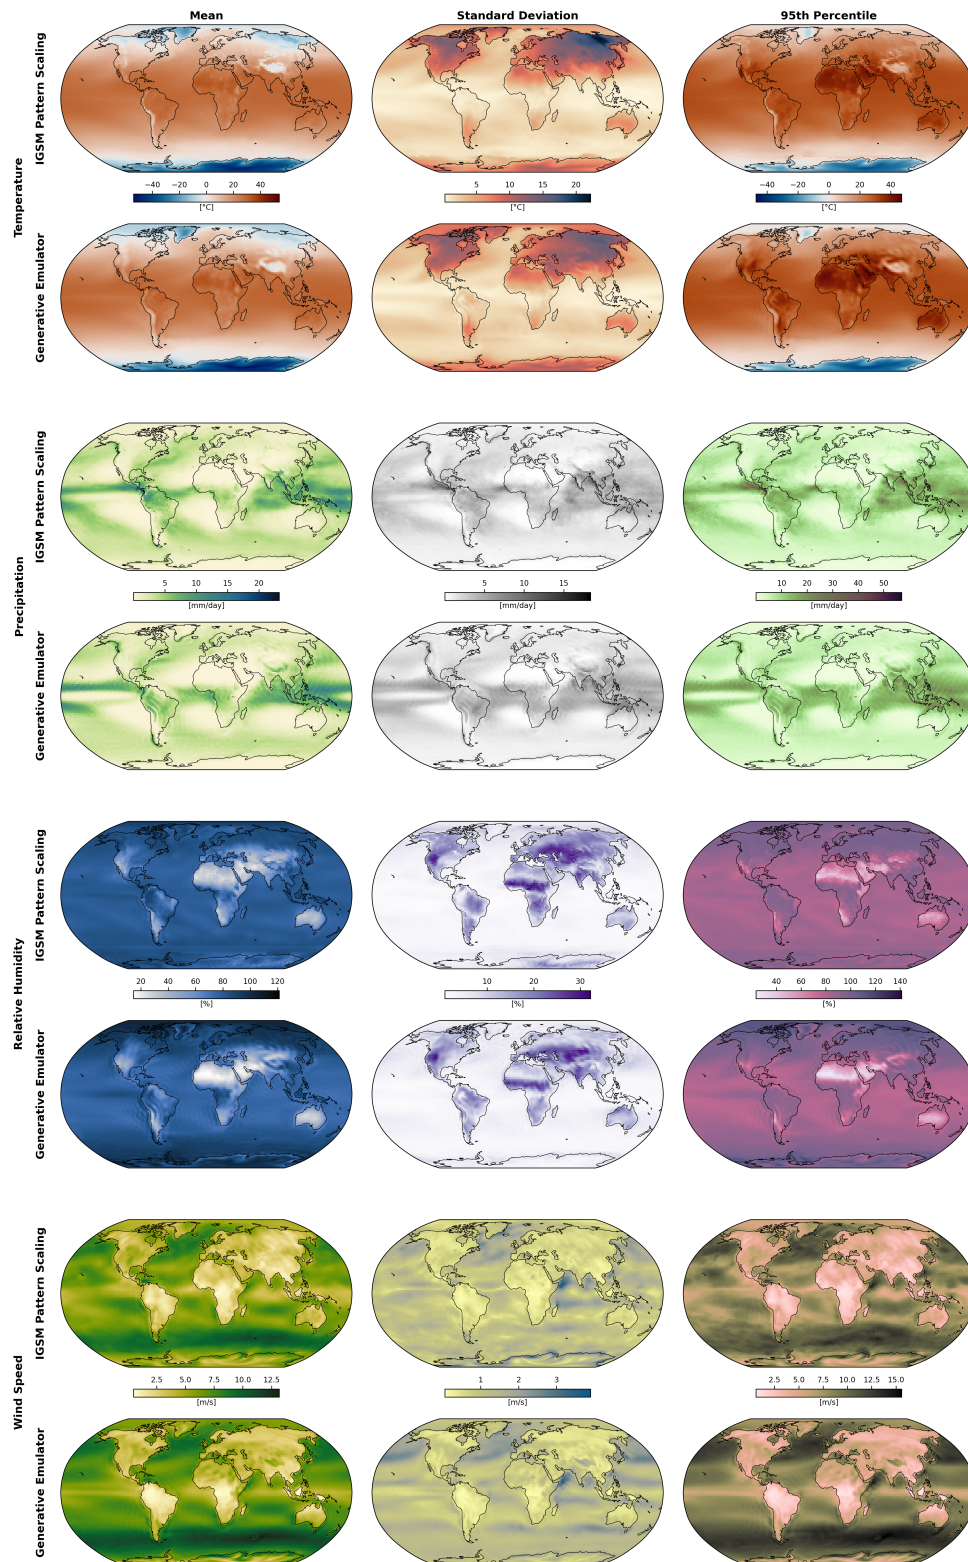 Mean Standard Deviation 95th Percentile
Temperature
IGSM Pattern Scaling
−40 −20 0 20 40
[°C]
5 10 15 20
[°C]
−40 −20 0 20 40
[°C]
Generative Emulator
Precipitation
IGSM Pattern Scaling
5 10 15 20
[mm/day]
5 10 15
[mm/day]
10 20 30 40 50
[mm/day]
Generative Emulator
Relative Humidity
IGSM Pattern Scaling
20 40 60 80 100 120
[%]
10 20 30
[%]
40 60 80 100 120 140
[%]
Generative Emulator
Wind Speed
IGSM Pattern Scaling
2.5 5.0 7.5 10.0 12.5
[m/s]
1 2 3
[m/s]
2.5 5.0 7.5 10.0 12.5 15.0
[m/s]
Generative Emulator